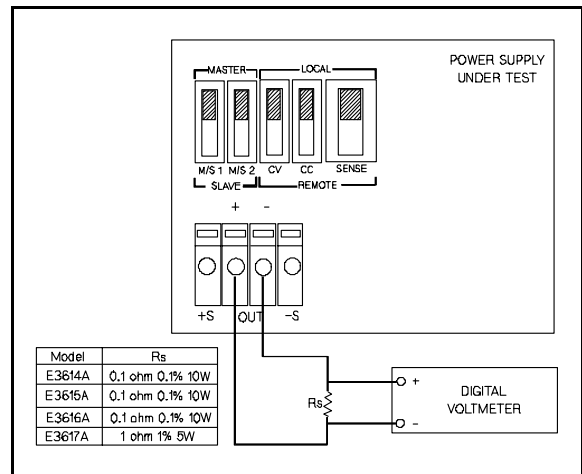 POWER SUPPLY
UNDER TEST
MASTER LOCAL
M/S 1 M/S 2 CV CC SENSE
SLAVE REMOTE
+ -
+S OUT -S
Model Rs
E3614A 0.1 ohm 0.1% 10W
E3615A 0.1 ohm 0.1% 10W
E3616A 0.1 ohm 0.1% 10W
E3617A 1 ohm 1% 5W
Rs
+
DIGITAL
VOLTMETER
-